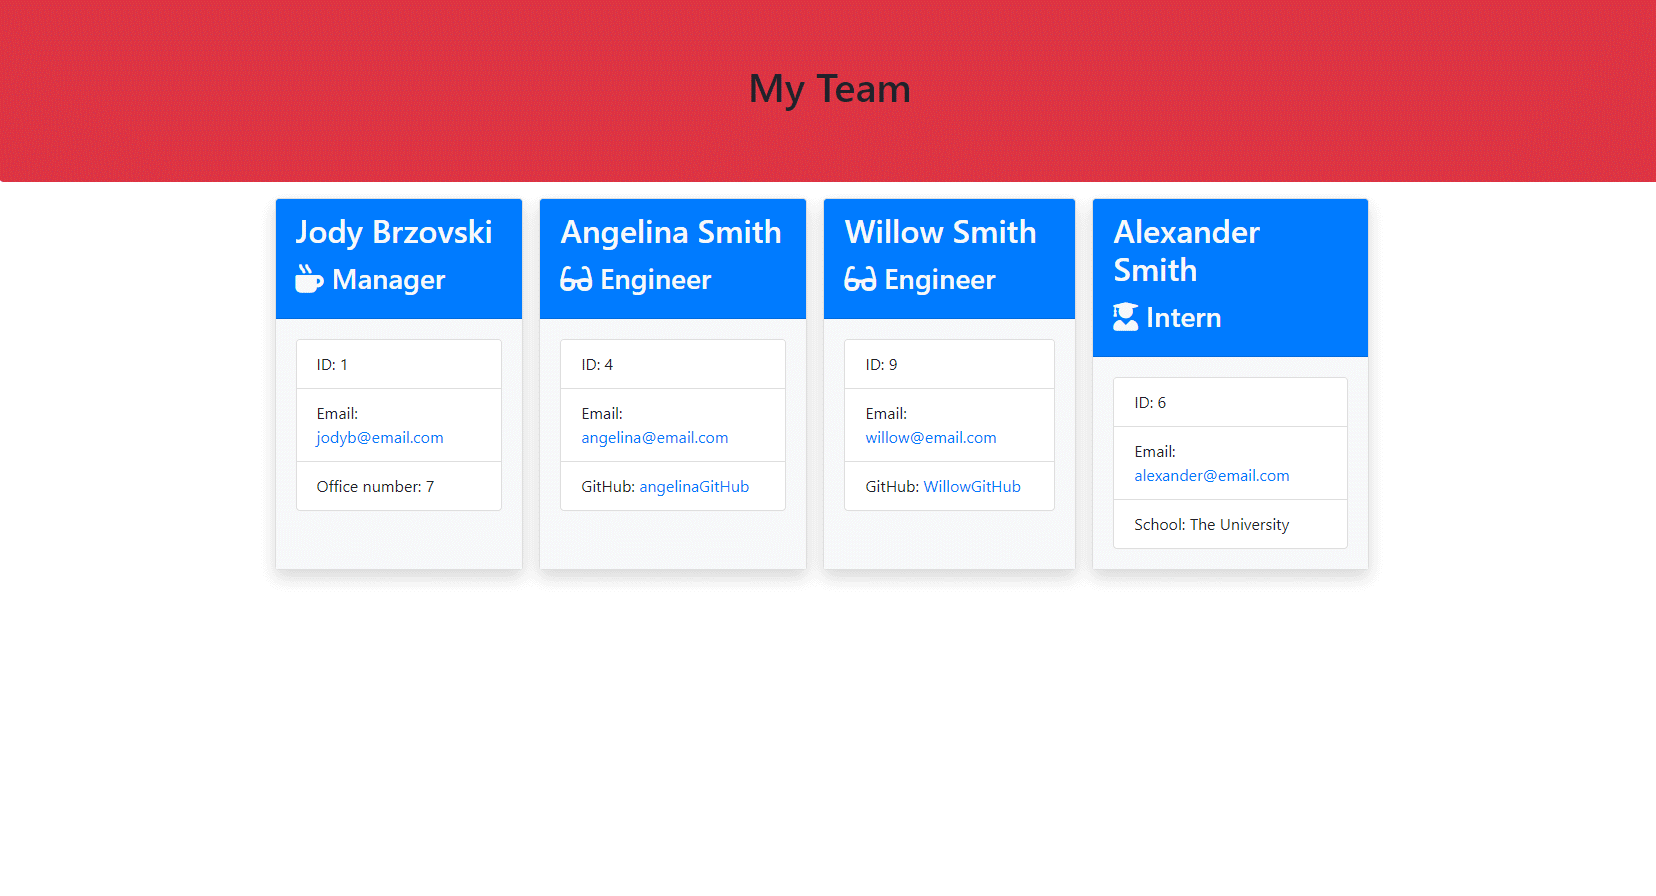 My Team
Jody Brzovski
Manager
ID: 1
Email:
jodyb@email.com
Office number: 7
Angelina Smith
Engineer
ID: 4
Email:
angelina@email.com
GitHub: angelinaGitHub
Willow Smith
Engineer
ID: 9
Email:
willow@email.com
GitHub: WillowGitHub
Alexander
Smith
Intern
ID: 6
Email:
alexander@email.com
School: The University